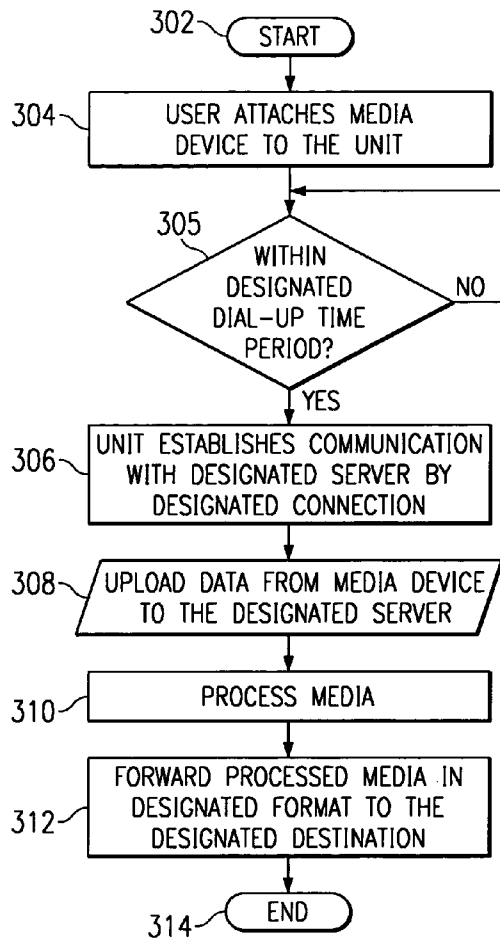 302
START
304
USER ATTACHES MEDIA
DEVICE TO THE UNIT
305
WITHIN
DESIGNATED
DIAL-UP TIME
PERIOD?
NO
YES
306
UNIT ESTABLISHES COMMUNICATION
WITH DESIGNATED SERVER BY
DESIGNATED CONNECTION
308
UPLOAD DATA FROM MEDIA DEVICE
TO THE DESIGNATED SERVER
310
PROCESS MEDIA
312
FORWARD PROCESSED MEDIA IN
DESIGNATED FORMAT TO THE
DESIGNATED DESTINATION
314
END